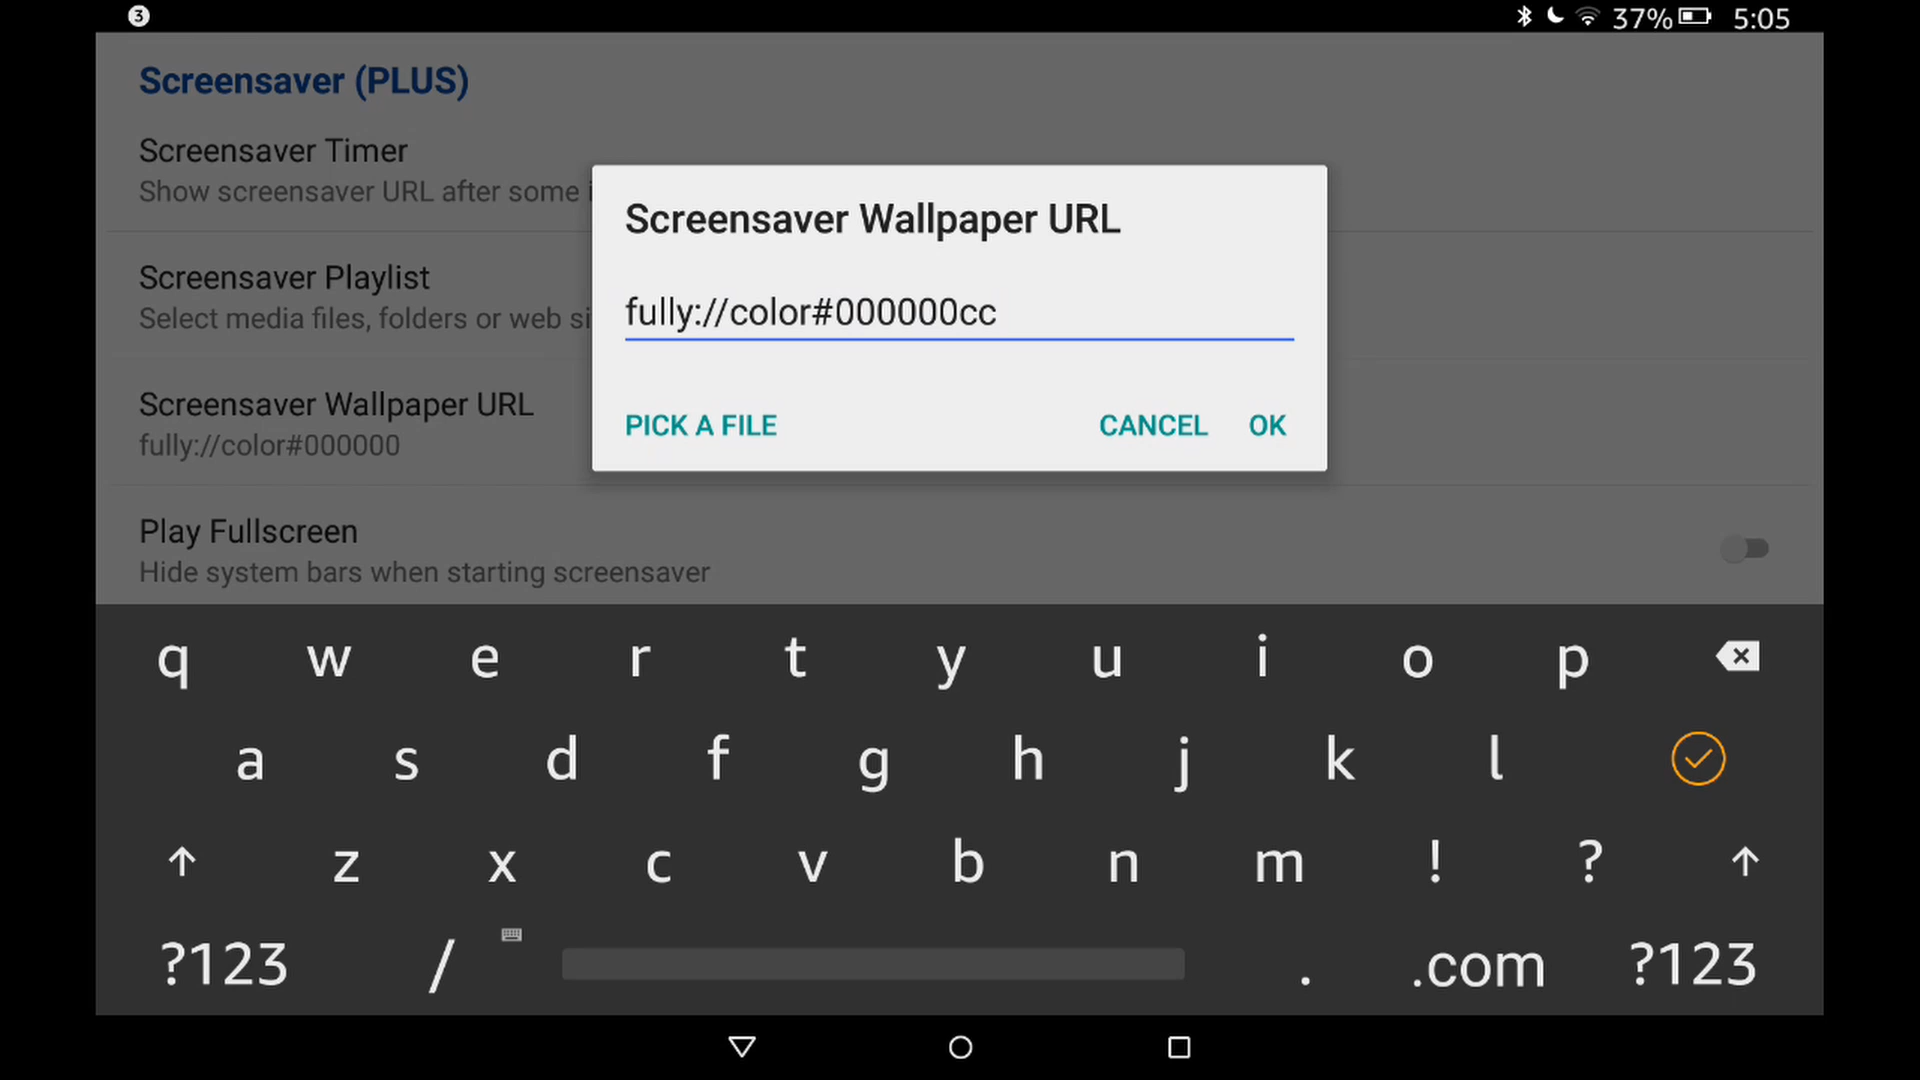 3
37% 5:05
Screensaver (PLUS)
Screensaver Timer
Show screensaver URL after some i
Screensaver Playlist
Select media files, folders or web si
Screensaver Wallpaper URL
fully://color#000000
Play Fullscreen
Hide system bars when starting screensaver
Screensaver Wallpaper URL
fully://color#000000cc
PICK A FILE CANCEL OK
q w e r t y u i o p
a s d f g h j k l
z x c v b n m ! ?
?123 / . .com ?123